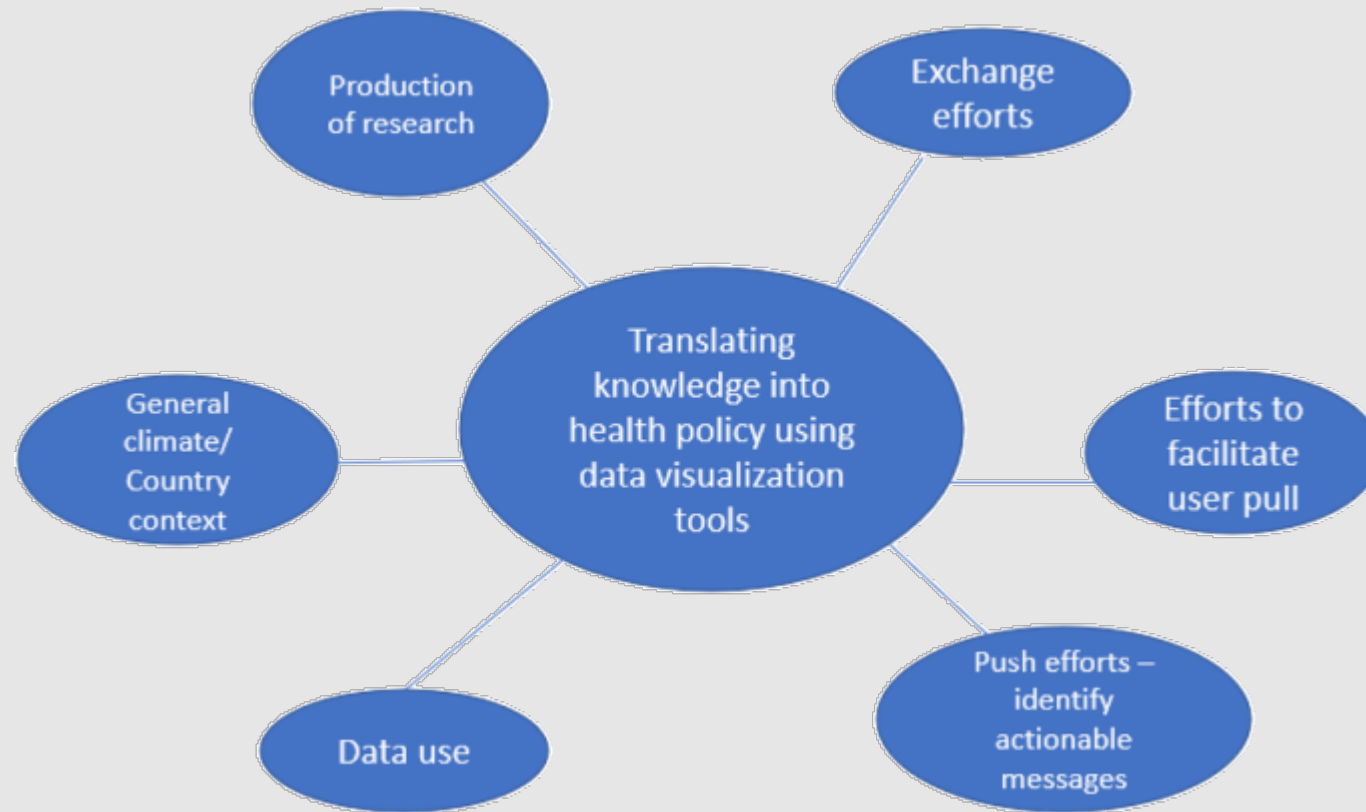 Production
of research
Exchange
efforts
Translating
knowledge into
health policy using
data visualization
tools
General
climate/
Country
context
Efforts to
facilitate
user pull
Data use
Push efforts –
identify
actionable
messages